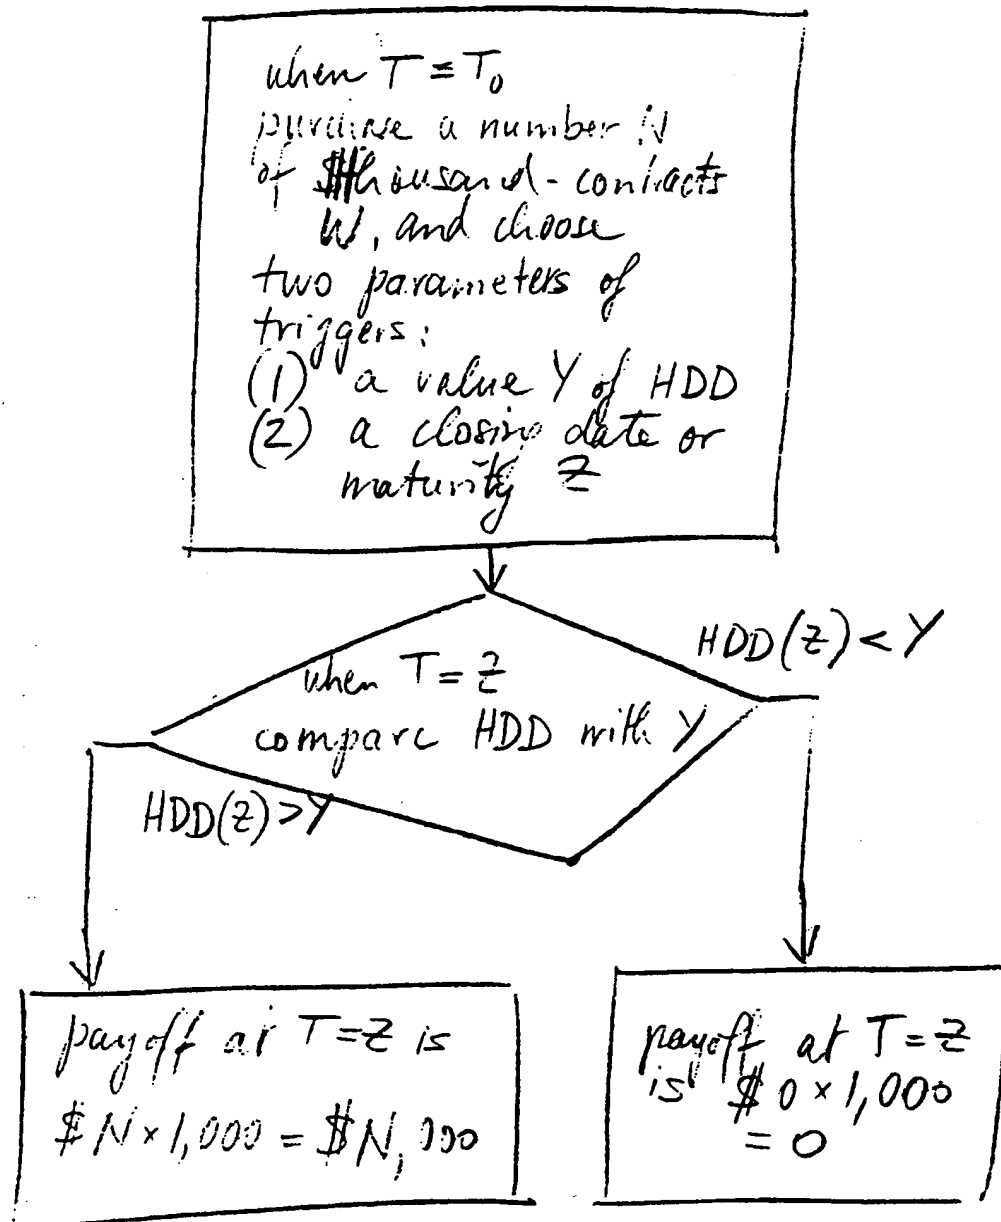 when T = T₀
purchase a number N
of $thousand-contracts
W, and choose
two parameters of
triggers:
(1) a value Y of HDD
(2) a closing date or
maturity Z
HDD(Z) < Y
when T = Z
compare HDD with Y
HDD(Z) > Y
payoff at T = Z is
$N × 1,000 = $N,000
payoff at T = Z
is $0 × 1,000
= 0